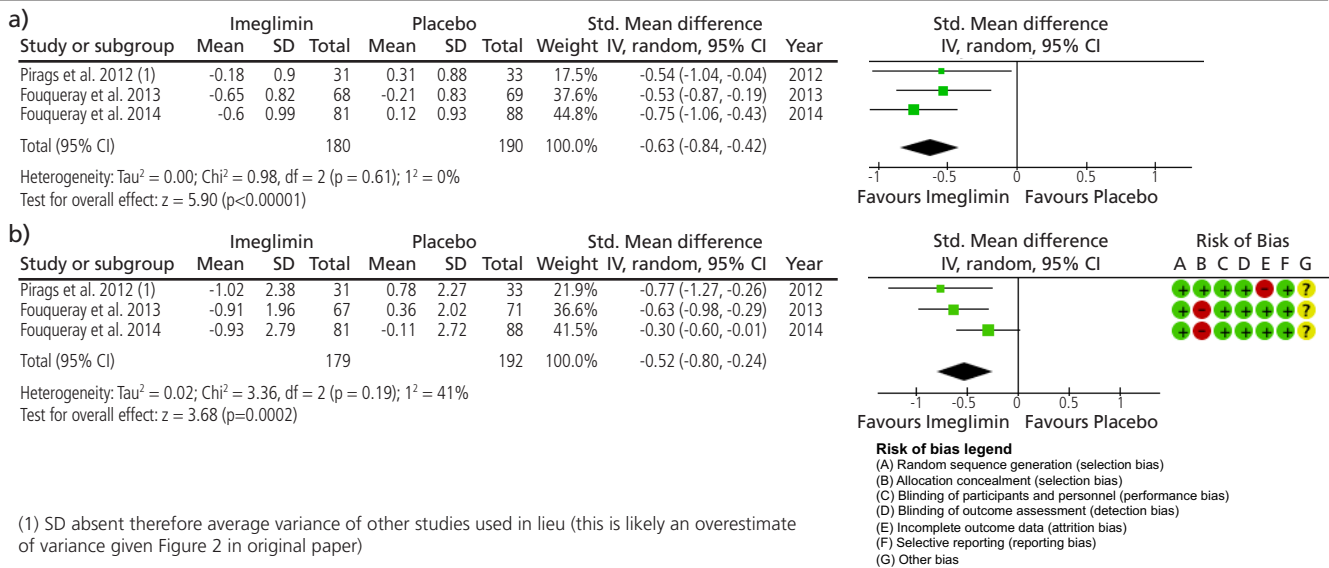 a)
Imeglimin Placebo Std. Mean difference Std. Mean difference
Study or subgroup Mean SD Total Mean SD Total Weight IV, random, 95% CI Year IV, random, 95% CI
Pirags et al. 2012 (1) -0.18 0.9 31 0.31 0.88 33 17.5% -0.54 (-1.04, -0.04) 2012
Fouqueray et al. 2013 -0.65 0.82 68 -0.21 0.83 69 37.6% -0.53 (-0.87, -0.19) 2013
Fouqueray et al. 2014 -0.6 0.99 81 0.12 0.93 88 44.8% -0.75 (-1.06, -0.43) 2014
Total (95% CI) 180 190 100.0% -0.63 (-0.84, -0.42)
Heterogeneity: Tau² = 0.00; Chi² = 0.98, df = 2 (p = 0.61); 1² = 0%
Test for overall effect: z = 5.90 (p<0.00001)
-1 -0.5 0 0.5 1
Favours Imeglimin Favours Placebo
b)
Imeglimin Placebo Std. Mean difference Std. Mean difference Risk of Bias
Study or subgroup Mean SD Total Mean SD Total Weight IV, random, 95% CI Year IV, random, 95% CI A B C D E F G
Pirags et al. 2012 (1) -1.02 2.38 31 0.78 2.27 33 21.9% -0.77 (-1.27, -0.26) 2012 + + + + - + ?
Fouqueray et al. 2013 -0.91 1.96 67 0.36 2.02 71 36.6% -0.63 (-0.98, -0.29) 2013 + - + + + + ?
Fouqueray et al. 2014 -0.93 2.79 81 -0.11 2.72 88 41.5% -0.30 (-0.60, -0.01) 2014 + - + + + + ?
Total (95% CI) 179 192 100.0% -0.52 (-0.80, -0.24)
Heterogeneity: Tau² = 0.02; Chi² = 3.36, df = 2 (p = 0.19); 1² = 41%
Test for overall effect: z = 3.68 (p=0.0002)
-1 -0.5 0 0.5 1
Favours Imeglimin Favours Placebo
Risk of bias legend
(A) Random sequence generation (selection bias)
(B) Allocation concealment (selection bias)
(C) Blinding of participants and personnel (performance bias)
(D) Blinding of outcome assessment (detection bias)
(E) Incomplete outcome data (attrition bias)
(F) Selective reporting (reporting bias)
(G) Other bias
(1) SD absent therefore average variance of other studies used in lieu (this is likely an overestimate
of variance given Figure 2 in original paper)